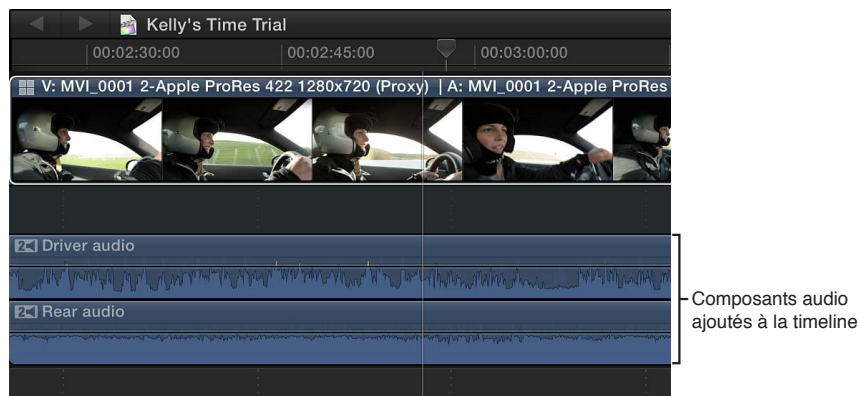 Kelly's Time Trial
00:02:30:00 00:02:45:00 00:03:00:00
V: MVI_0001 2-Apple ProRes 422 1280x720 (Proxy) | A: MVI_0001 2-Apple ProRes
2 Driver audio
2 Rear audio
Composants audio
ajoutés à la timeline